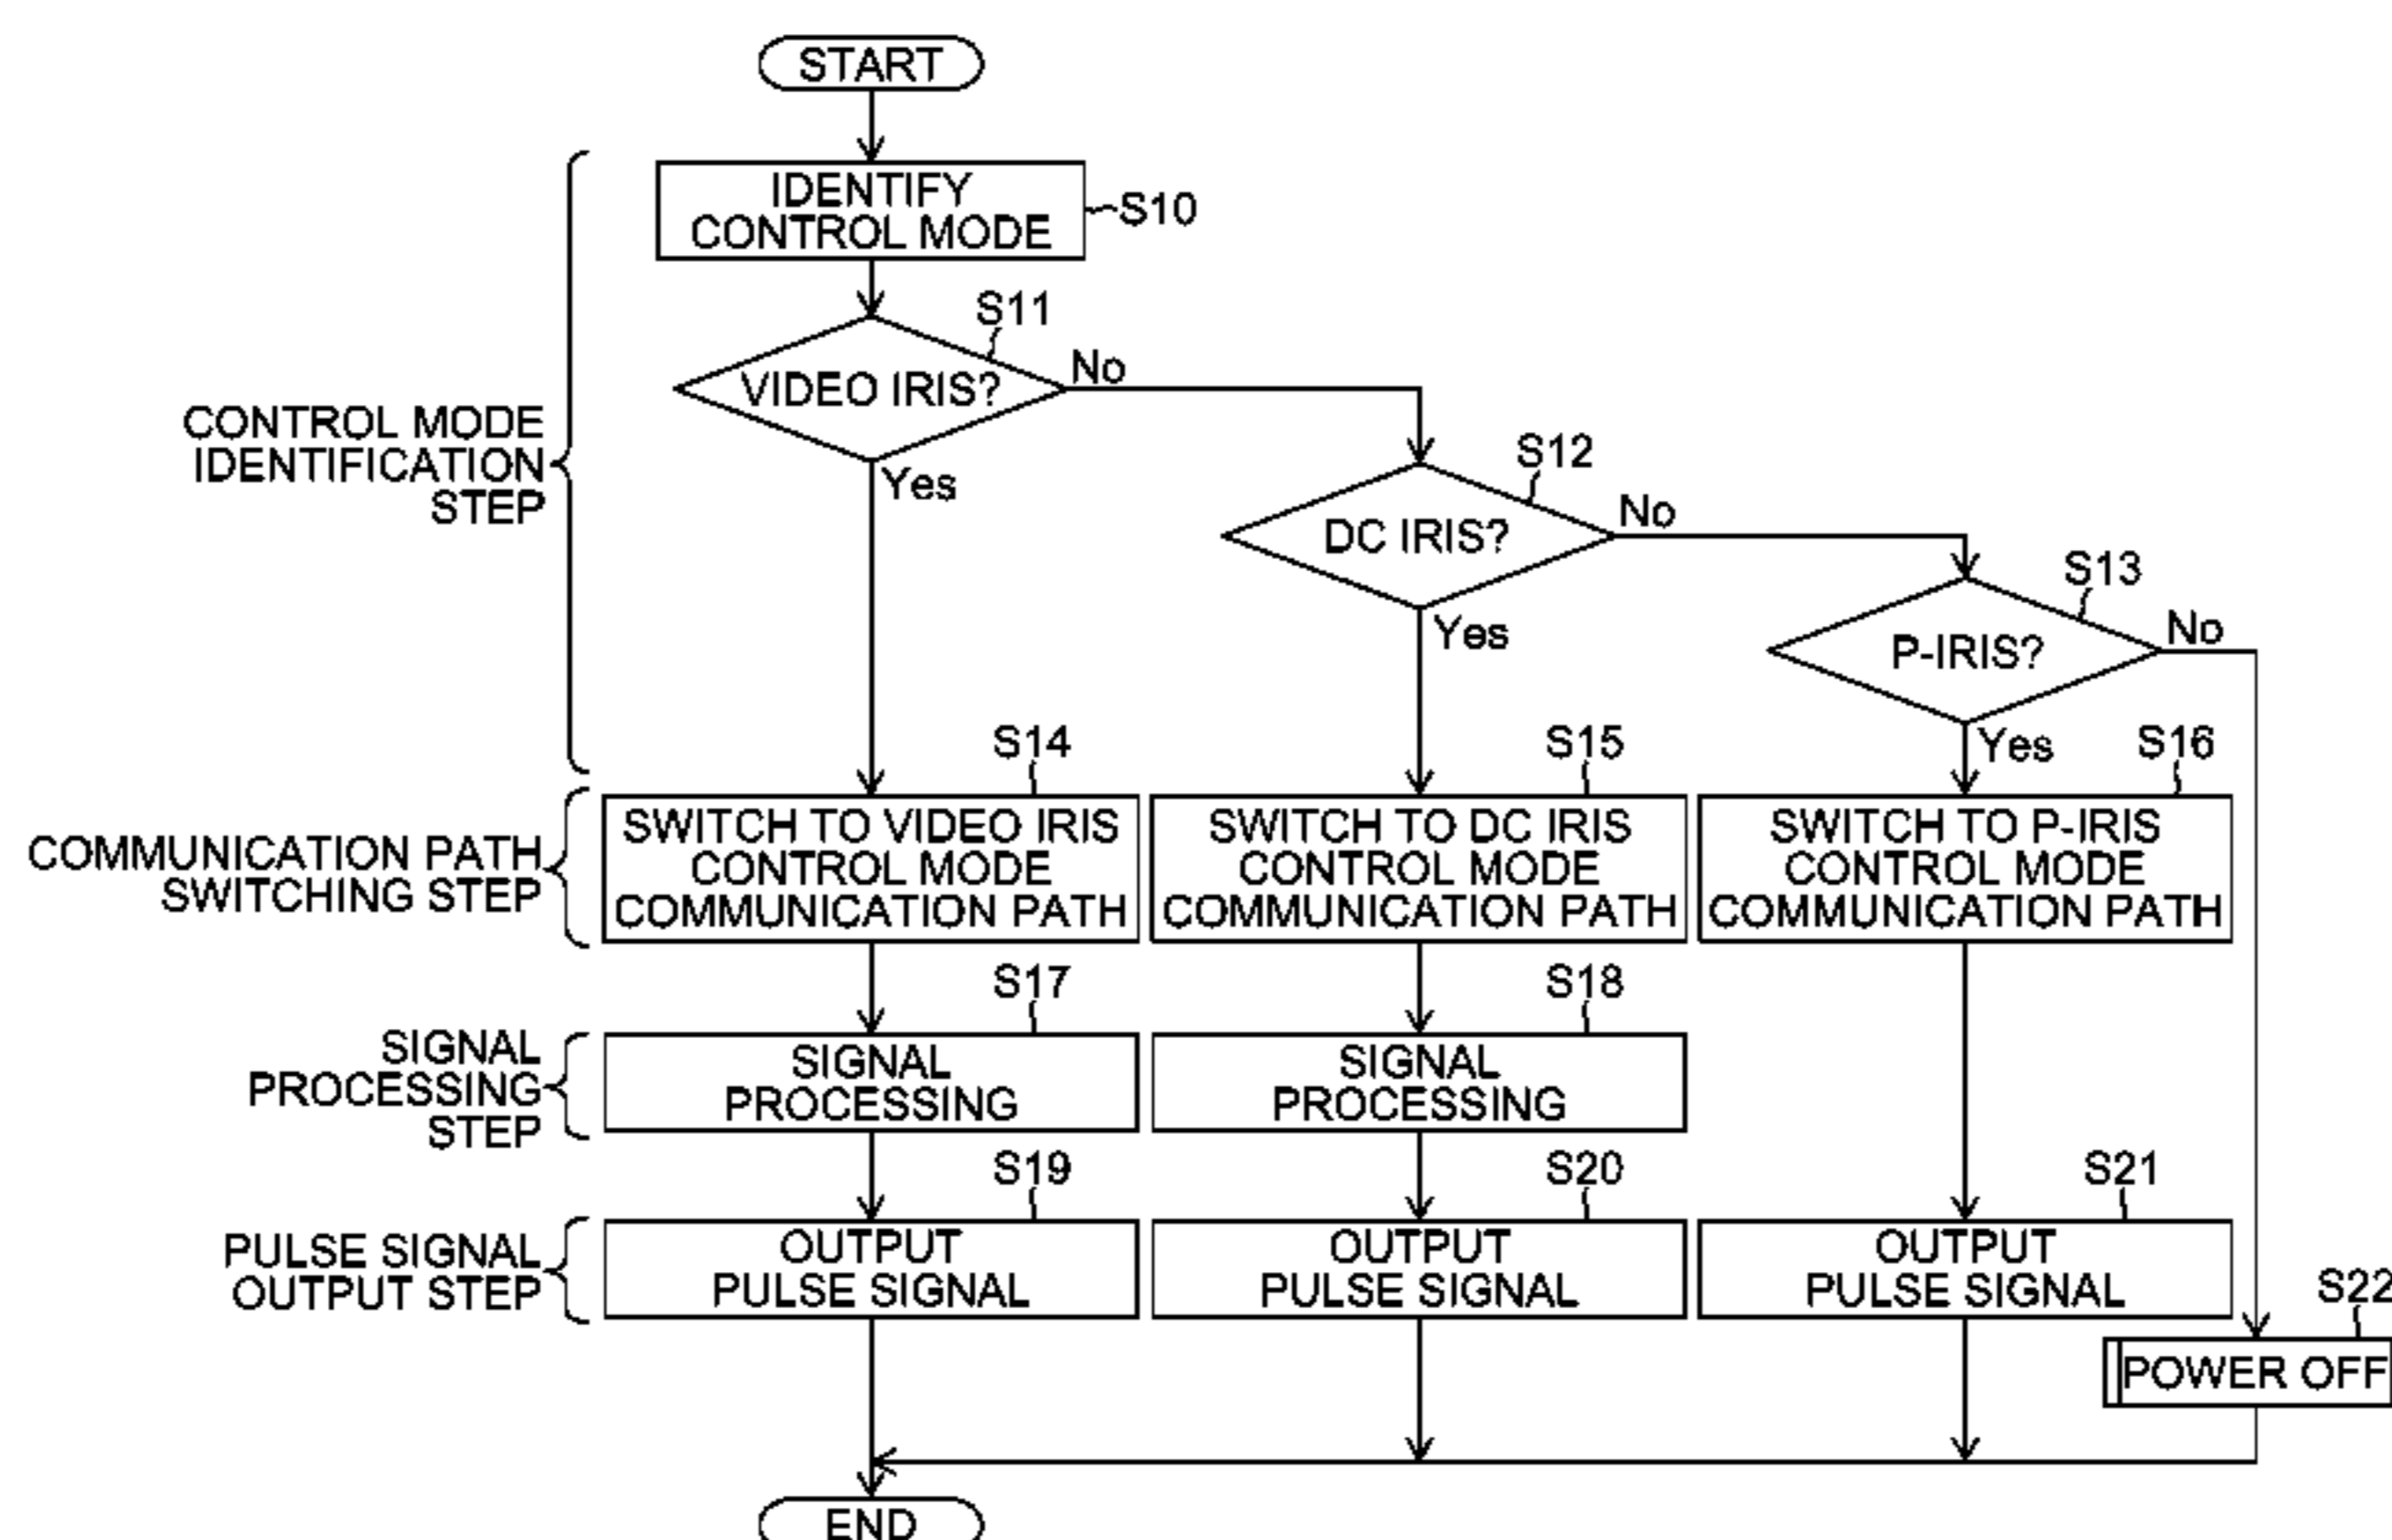 START
IDENTIFY
CONTROL MODE
S10
S11
VIDEO IRIS?
No
Yes
S12
DC IRIS?
No
Yes
S13
P-IRIS?
No
Yes
CONTROL MODE
IDENTIFICATION
STEP
S14
S15
S16
COMMUNICATION PATH
SWITCHING STEP
SWITCH TO VIDEO IRIS
CONTROL MODE
COMMUNICATION PATH
SWITCH TO DC IRIS
CONTROL MODE
COMMUNICATION PATH
SWITCH TO P-IRIS
CONTROL MODE
COMMUNICATION PATH
S17
S18
SIGNAL
PROCESSING
STEP
SIGNAL
PROCESSING
SIGNAL
PROCESSING
S19
S20
S21
PULSE SIGNAL
OUTPUT STEP
OUTPUT
PULSE SIGNAL
OUTPUT
PULSE SIGNAL
OUTPUT
PULSE SIGNAL
S22
POWER OFF
END